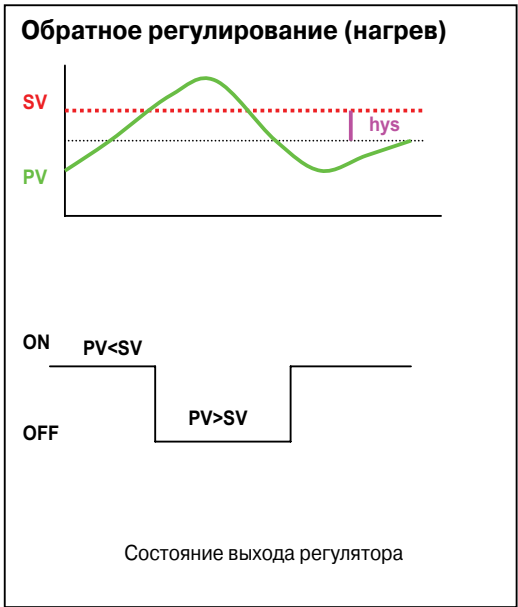 Обратное регулирование (нагрев)
SV
hys
PV
ON PV<SV
PV>SV
OFF
Состояние выхода регулятора